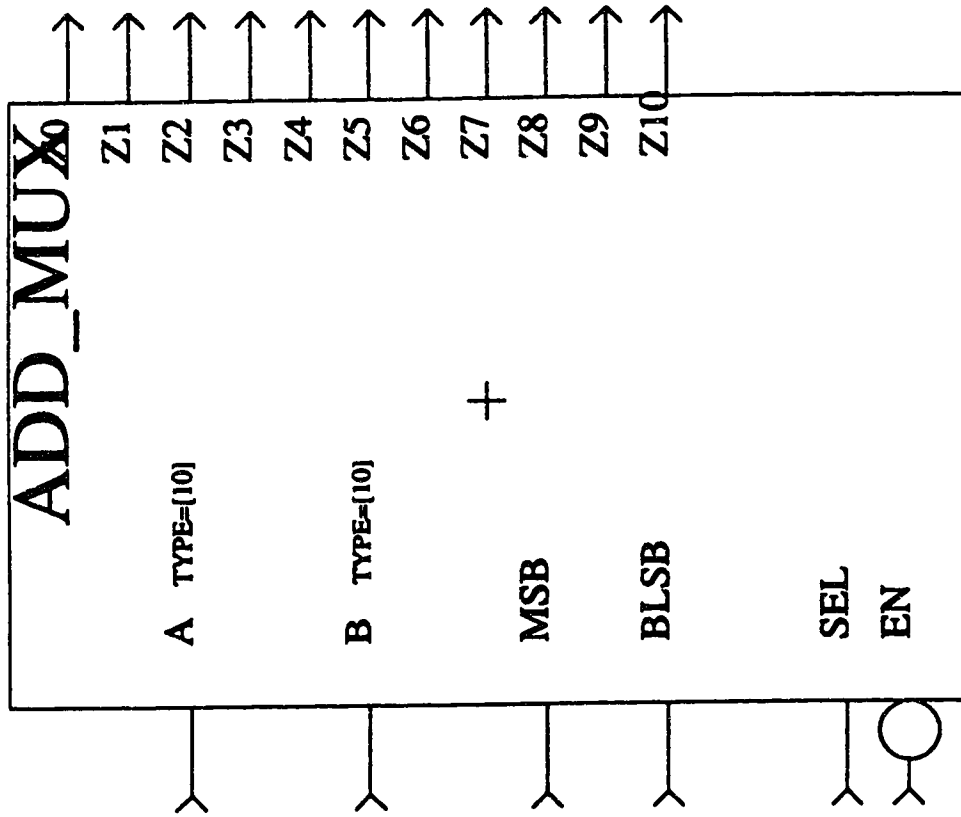 ADD_MUX
Z0
Z1
Z2
Z3
Z4
Z5
Z6
Z7
Z8
Z9
Z10
A TYPE=[10]
B TYPE=[10]
MSB
BLSB
SEL
EN